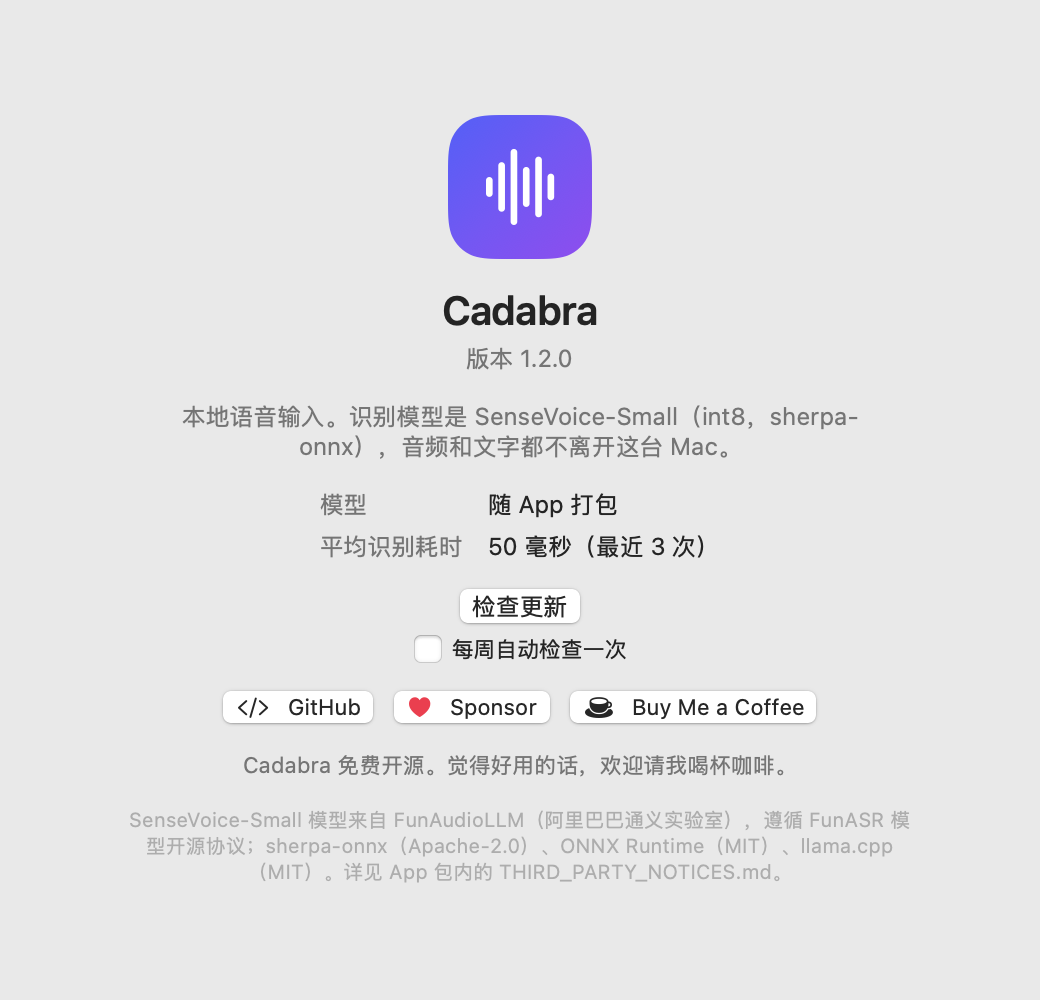 Cadabra
版本 1.2.0
本地语音输入。识别模型是 SenseVoice-Small（int8，sherpa-
onnx），音频和文字都不离开这台 Mac。
模型 随 App 打包
平均识别耗时 50 毫秒（最近 3 次）
检查更新
每周自动检查一次
</> GitHub Sponsor Buy Me a Coffee
Cadabra 免费开源。觉得好用的话，欢迎请我喝杯咖啡。
SenseVoice-Small 模型来自 FunAudioLLM（阿里巴巴通义实验室），遵循 FunASR 模
型开源协议；sherpa-onnx（Apache-2.0）、ONNX Runtime（MIT）、llama.cpp
（MIT）。详见 App 包内的 THIRD_PARTY_NOTICES.md。